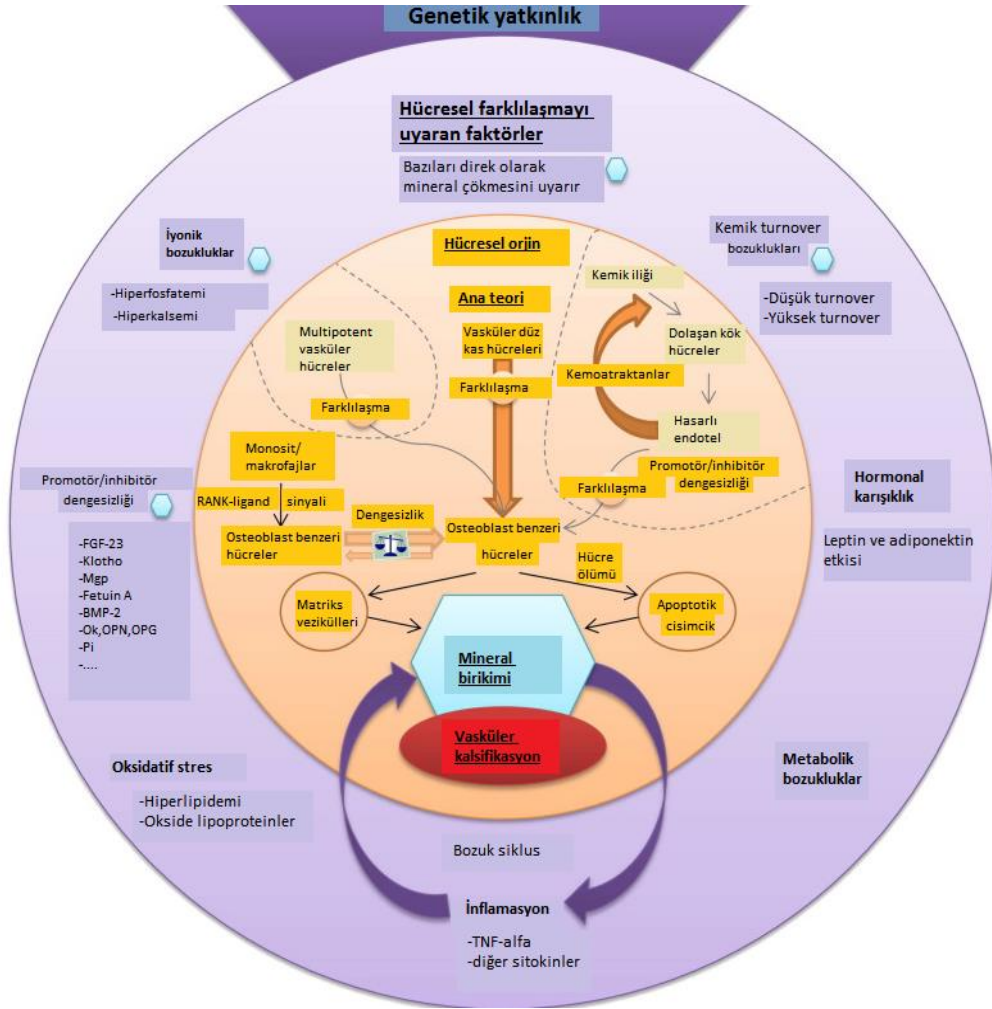 Genetik yatkınlık
Hücresel farklılaşmayı
uyaran faktörler
Bazıları direk olarak
mineral çökmesini uyarır
İyonik
bozukluklar
-Hiperfosfatemi
-Hiperkalsemi
Kemik turnover
bozuklukları
-Düşük turnover
-Yüksek turnover
Hücresel orjin
Ana teori
Vasküler düz
kas hücreleri
Farklılaşma
Multipotent
vasküler
hücreler
Farklılaşma
Kemik iliği
Dolaşan kök
hücreler
Kemoatraktanlar
Hasarlı
endotel
Promotör/inhibitör
dengesizliği
Farklılaşma
Monosit/
makrofajlar
RANK-ligand sinyali
Osteoblast benzeri
hücreler
Dengesizlik
Osteoblast benzeri
hücreler
Hücre
ölümü
Matriks
vezikülleri
Apoptotik
cisimcik
Mineral
birikimi
Vasküler
kalsifikasyon
Promotör/inhibitör
dengesizliği
-FGF-23
-Klotho
-Mgp
-Fetuin A
-BMP-2
-Ok,OPN,OPG
-Pi
-....
Hormonal
karışıklık
Leptin ve adiponektin
etkisi
Oksidatif stres
-Hiperlipidemi
-Okside lipoproteinler
Metabolik
bozukluklar
Bozuk siklus
İnflamasyon
-TNF-alfa
-diğer sitokinler